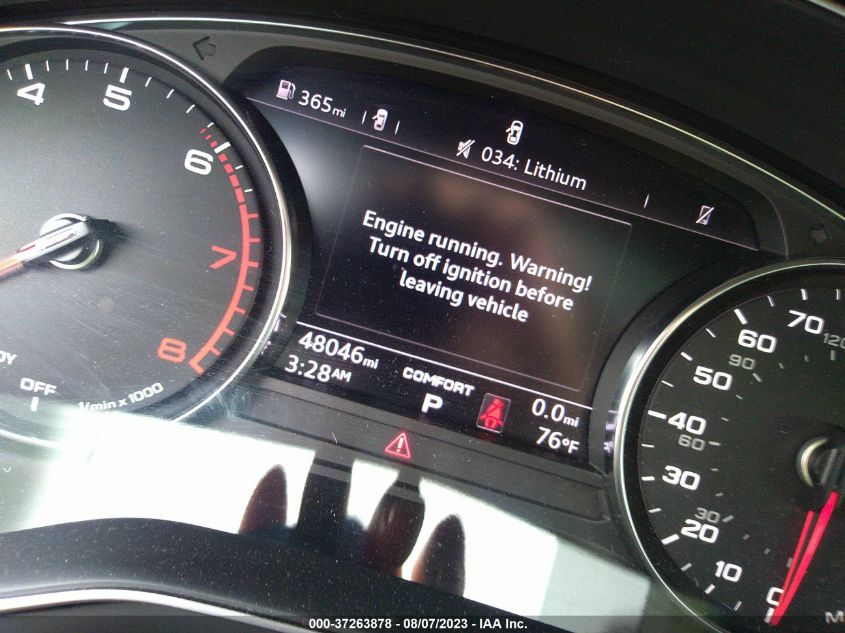 4
5
6
7
8
DY
OFF
1/min x 1000
365mi
034: Lithium
Engine running. Warning!
Turn off ignition before
leaving vehicle
48046mi
3:28AM
COMFORT
P
0.0mi
76°F
70
120
60
90
50
40
60
30
30
20
10
0
M
000-37263878 - 08/07/2023 - IAA Inc.